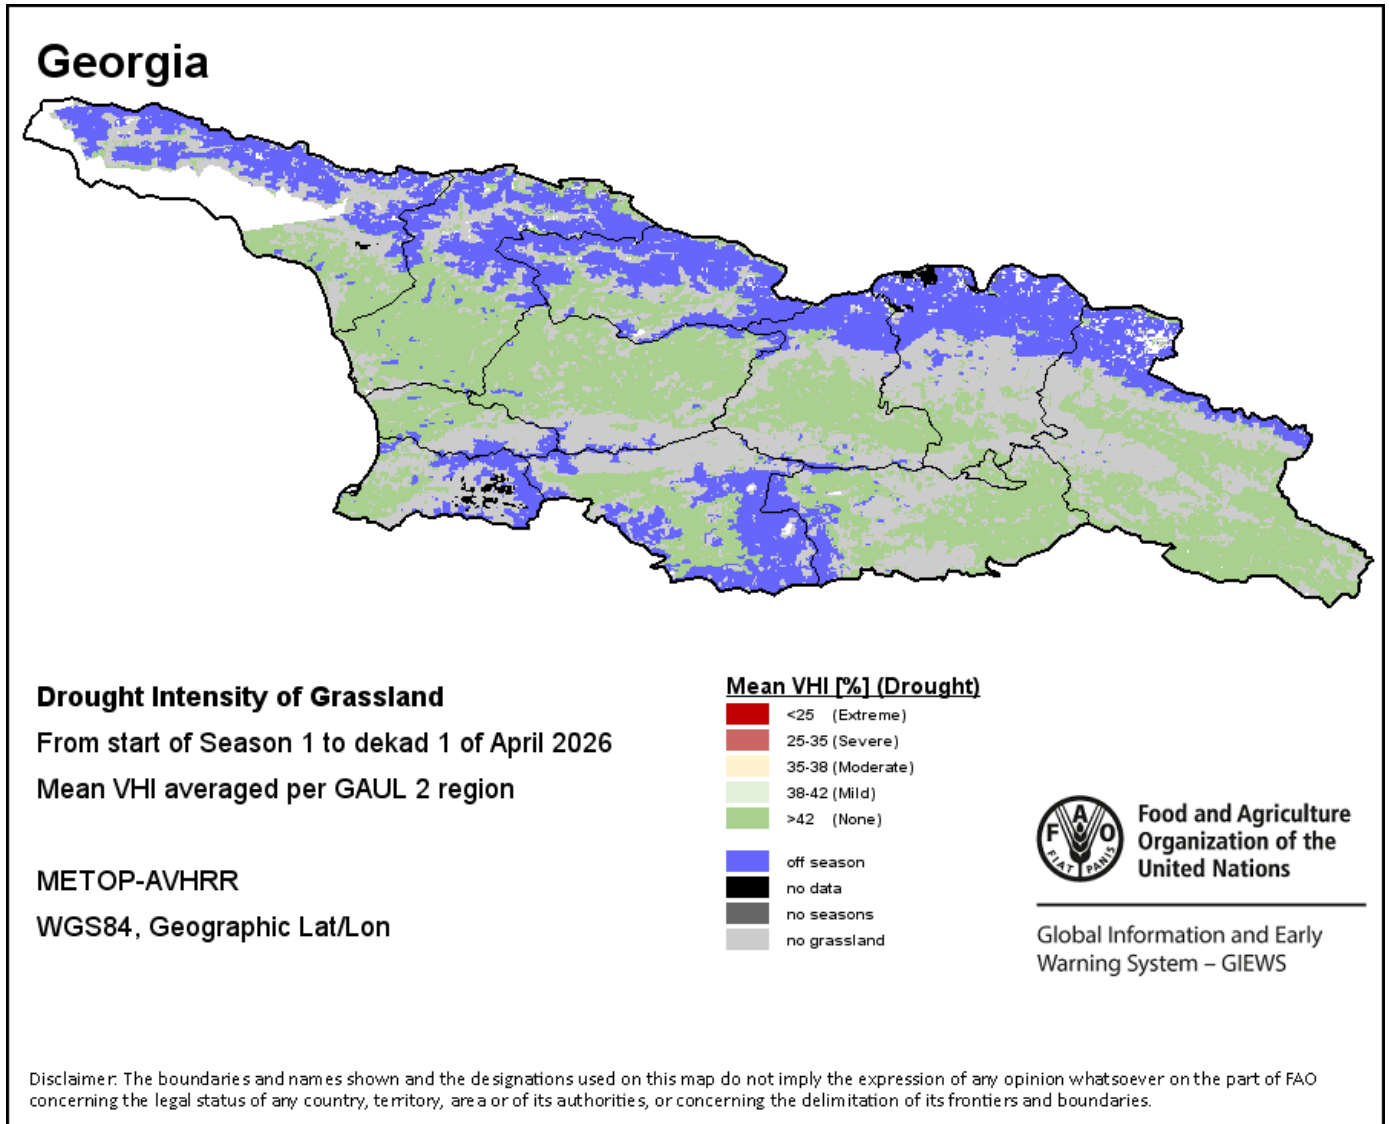 Georgia
Drought Intensity of Grassland
From start of Season 1 to dekad 1 of April 2026
Mean VHI averaged per GAUL 2 region
METOP-AVHRR
WGS84, Geographic Lat/Lon
Mean VHI [%] (Drought)
<25 (Extreme)
25-35 (Severe)
35-38 (Moderate)
38-42 (Mild)
>42 (None)
off season
no data
no seasons
no grassland
F A O
FIAT PANIS
Food and Agriculture
Organization of the
United Nations
Global Information and Early
Warning System – GIEWS
Disclaimer: The boundaries and names shown and the designations used on this map do not imply the expression of any opinion whatsoever on the part of FAO
concerning the legal status of any country, territory, area or of its authorities, or concerning the delimitation of its frontiers and boundaries.